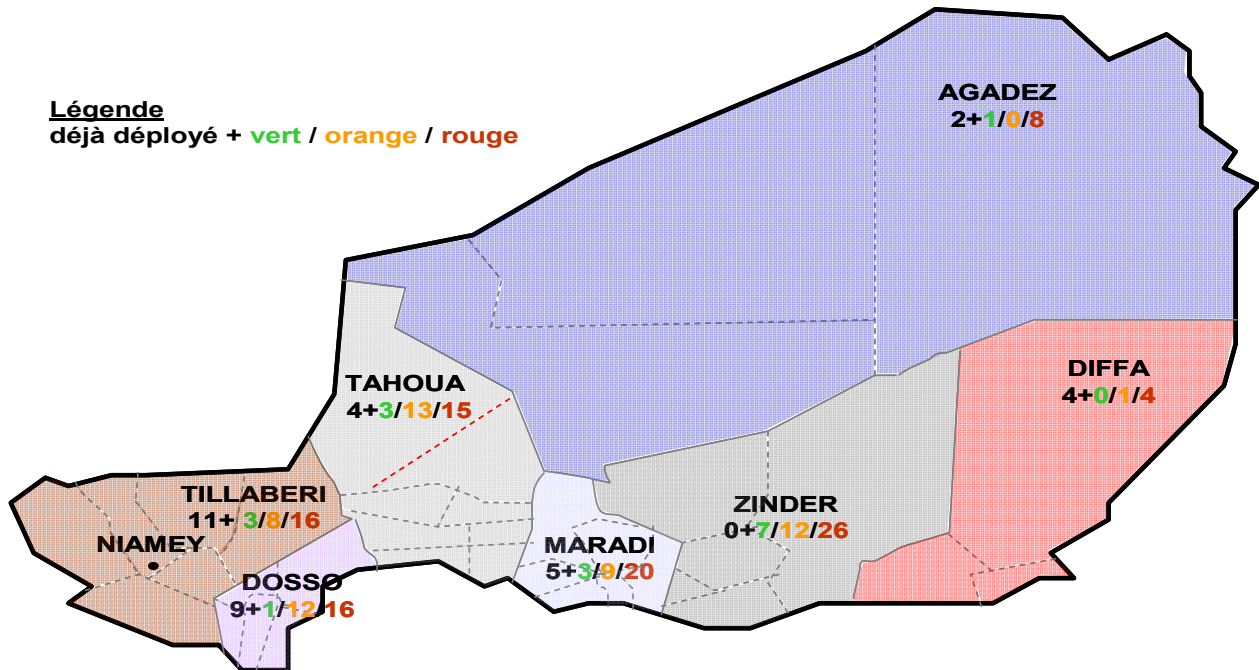 Légende
déjà déployé + vert / orange / rouge
AGADEZ
2+1/0/8
TAHOUA
4+3/13/15
DIFFA
4+0/1/4
TILLABERI
11+ 3/8/16
NIAMEY
ZINDER
0+7/12/26
MARADI
5+3/9/20
DOSSO
9+1/12/16